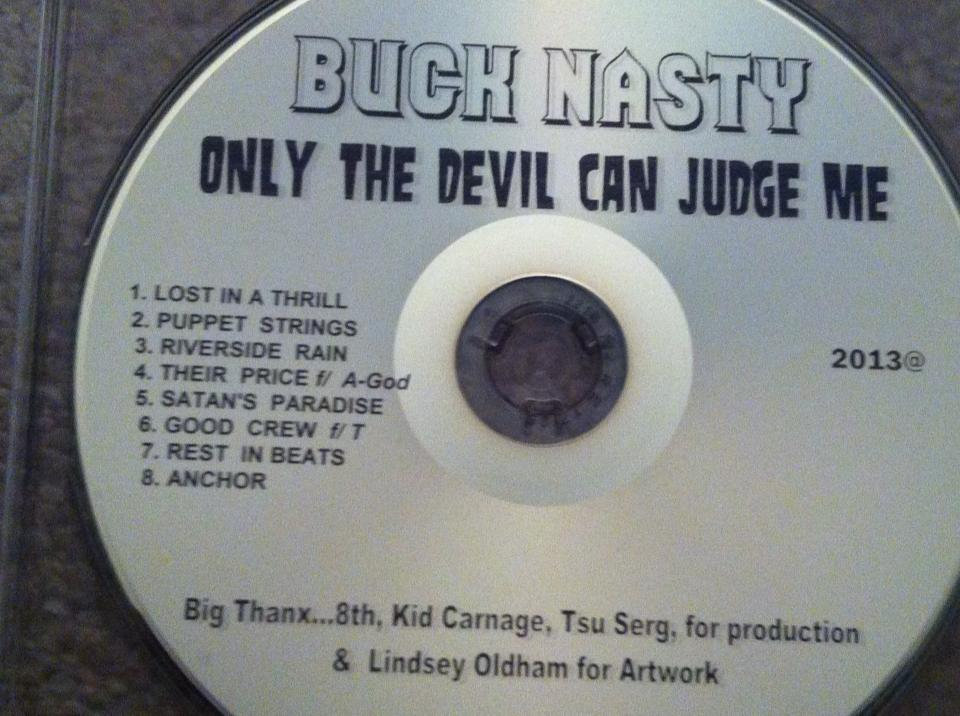 BUCK NASTY
ONLY THE DEVIL CAN JUDGE ME
1. LOST IN A THRILL
2. PUPPET STRINGS
3. RIVERSIDE RAIN
4. THEIR PRICE f/ A-God
5. SATAN'S PARADISE
6. GOOD CREW f/ T
7. REST IN BEATS
8. ANCHOR
2013@
Big Thanx...8th, Kid Carnage, Tsu Serg, for production
& Lindsey Oldham for Artwork